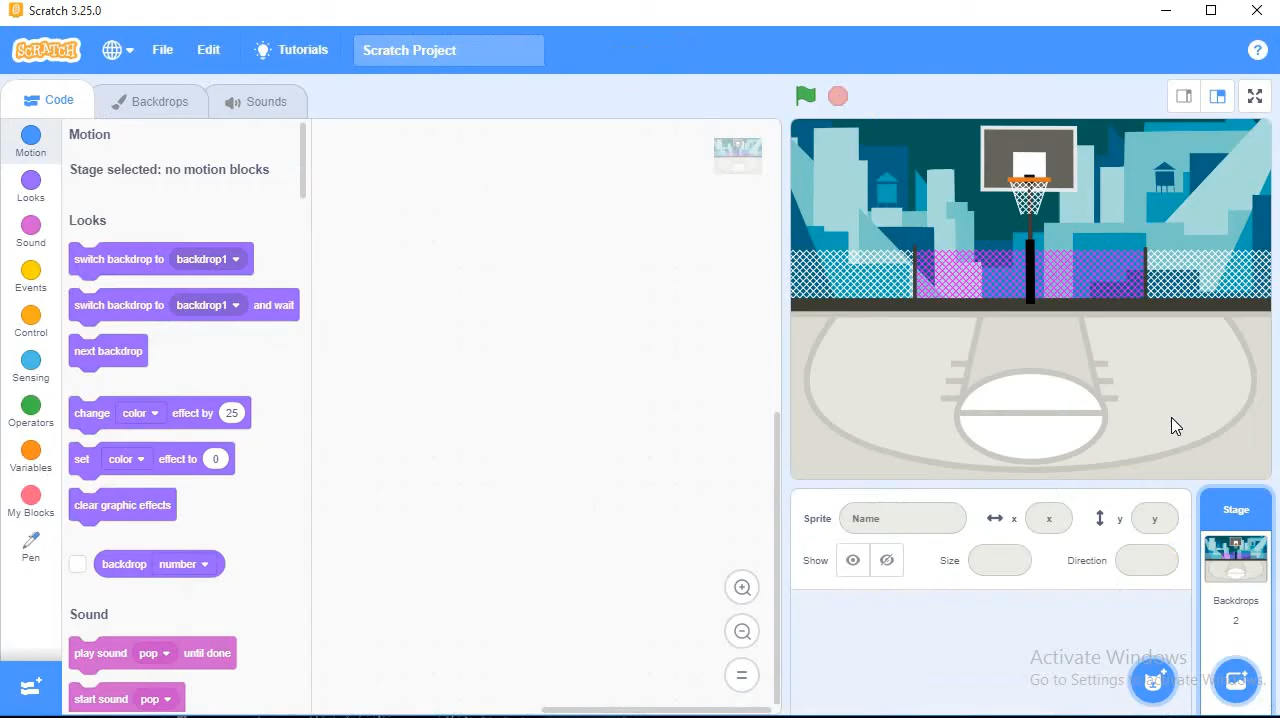 Scratch 3.25.0
SCRATCH File Edit Tutorials Scratch Project ?
Code Backdrops Sounds
Motion
Looks
Sound
Events
Control
Sensing
Operators
Variables
My Blocks
Pen
Motion
Stage selected: no motion blocks
Looks
switch backdrop to backdrop1
switch backdrop to backdrop1 and wait
next backdrop
change color effect by 25
set color effect to 0
clear graphic effects
backdrop number
Sound
play sound pop until done
start sound pop
Sprite Name x x y y
Show Size Direction
Stage
Backdrops
2
Activate Windows
Go to Settings to activate Windows.